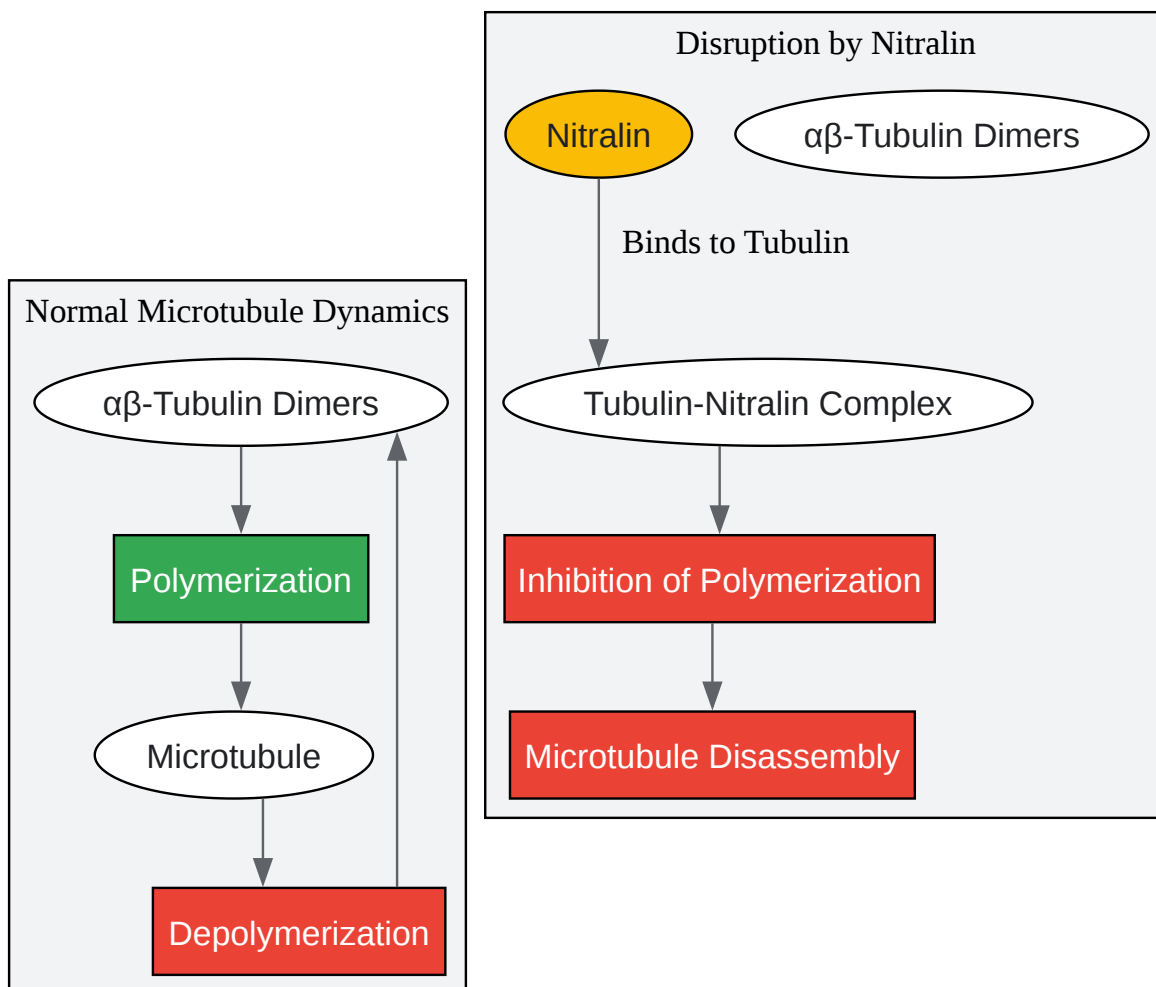 Disruption by Nitralin
Nitralin
αβ-Tubulin Dimers
Binds to Tubulin
Tubulin-Nitralin Complex
Inhibition of Polymerization
Microtubule Disassembly
Normal Microtubule Dynamics
αβ-Tubulin Dimers
Polymerization
Microtubule
Depolymerization